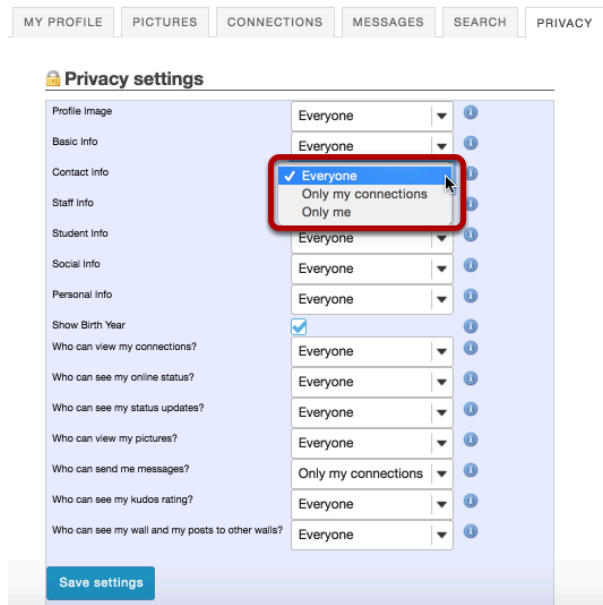 MY PROFILE PICTURES CONNECTIONS MESSAGES SEARCH PRIVACY
Privacy settings
Profile Image Everyone
Basic Info Everyone
Contact Info ✓ Everyone
Only my connections
Staff Info
Only me
Student Info Everyone
Social Info Everyone
Personal Info Everyone
Show Birth Year
Who can view my connections? Everyone
Who can see my online status? Everyone
Who can see my status updates? Everyone
Who can view my pictures? Everyone
Who can send me messages? Only my connections
Who can see my kudos rating? Everyone
Who can see my wall and my posts to other walls? Everyone
Save settings